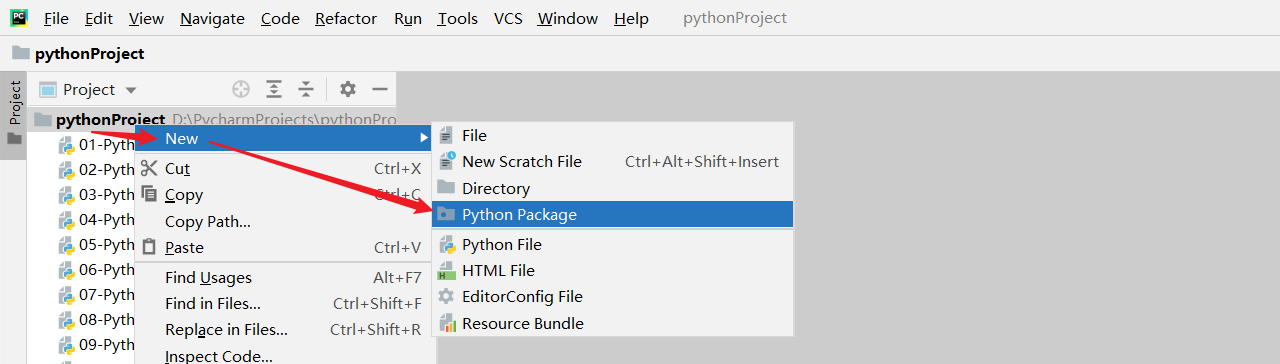 PC File Edit View Navigate Code Refactor Run Tools VCS Window Help pythonProject
pythonProject
Project
Project
pythonProject D:\PycharmProjects\pythonPro
01-Pyth
02-Pyth
03-Pyth
04-Pyth
05-Pyth
06-Pyth
07-Pyth
08-Pyth
09-Pyth
New
Cut Ctrl+X
Copy Ctrl+C
Copy Path...
Paste Ctrl+V
Find Usages Alt+F7
Find in Files... Ctrl+Shift+F
Replace in Files... Ctrl+Shift+R
Inspect Code...
File
New Scratch File Ctrl+Alt+Shift+Insert
Directory
Python Package
Python File
H HTML File
EditorConfig File
Resource Bundle